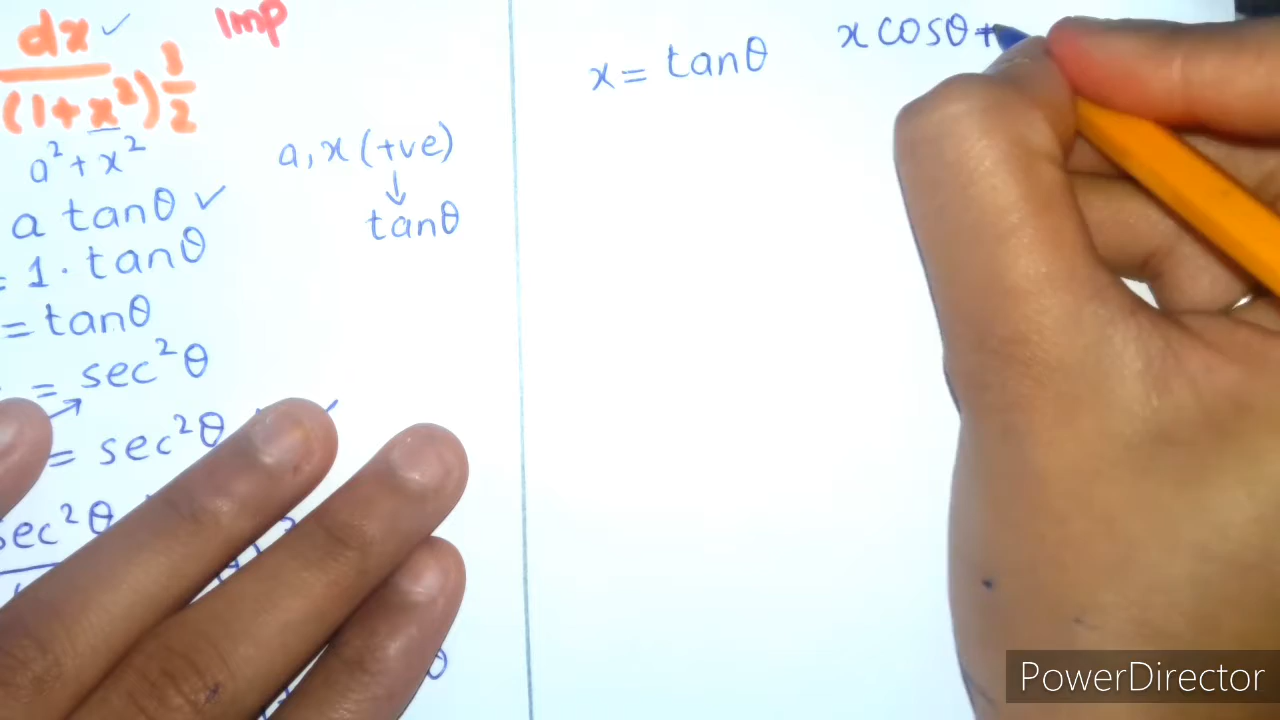 dx ✓
(1+x²)^3/2
Imp
a²+x²
a tanθ ✓
= 1 · tanθ
= tanθ
= sec²θ
= sec²θ
sec²θ
a, x (+ve)
↓
tanθ
x = tanθ
x cosθ +
PowerDirector